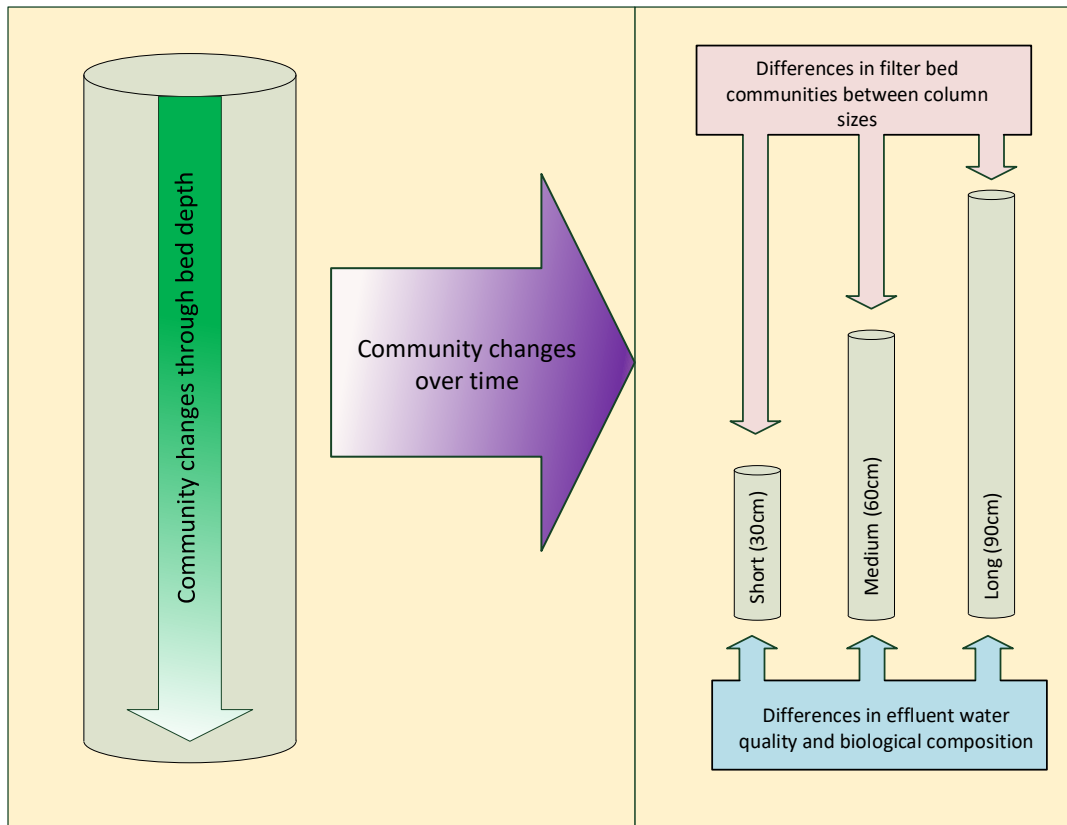 Community changes through bed depth
Community changes
over time
Differences in filter bed
communities between column
sizes
Short (30cm)
Medium (60cm)
Long (90cm)
Differences in effluent water
quality and biological composition